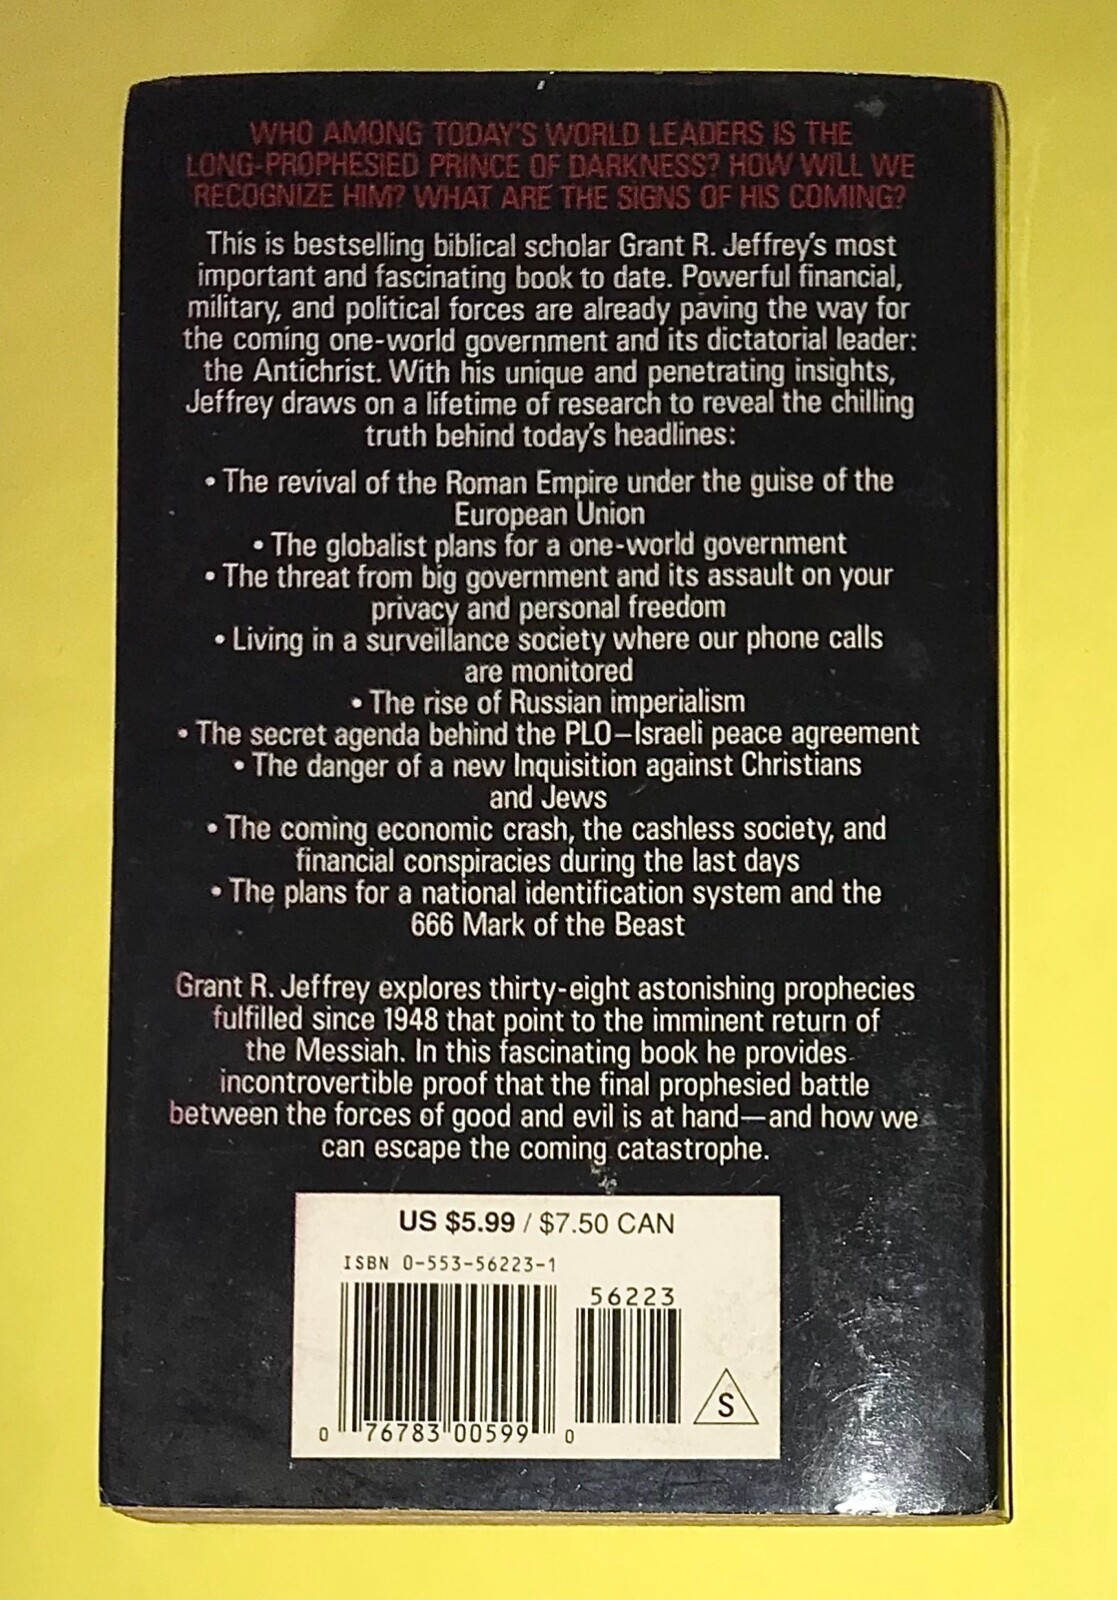 WHO AMONG TODAY'S WORLD LEADERS IS THE
LONG-PROPHESIED PRINCE OF DARKNESS? HOW WILL WE
RECOGNIZE HIM? WHAT ARE THE SIGNS OF HIS COMING?
This is bestselling biblical scholar Grant R. Jeffrey's most
important and fascinating book to date. Powerful financial,
military, and political forces are already paving the way for
the coming one-world government and its dictatorial leader:
the Antichrist. With his unique and penetrating insights,
Jeffrey draws on a lifetime of research to reveal the chilling
truth behind today's headlines:
• The revival of the Roman Empire under the guise of the
European Union
• The globalist plans for a one-world government
• The threat from big government and its assault on your
privacy and personal freedom
• Living in a surveillance society where our phone calls
are monitored
• The rise of Russian imperialism
• The secret agenda behind the PLO–Israeli peace agreement
• The danger of a new Inquisition against Christians
and Jews
• The coming economic crash, the cashless society, and
financial conspiracies during the last days
• The plans for a national identification system and the
666 Mark of the Beast
Grant R. Jeffrey explores thirty-eight astonishing prophecies
fulfilled since 1948 that point to the imminent return of
the Messiah. In this fascinating book he provides
incontrovertible proof that the final prophesied battle
between the forces of good and evil is at hand—and how we
can escape the coming catastrophe.
US $5.99 / $7.50 CAN
ISBN 0-553-56223-1
56223
S
0 76783 00599 0